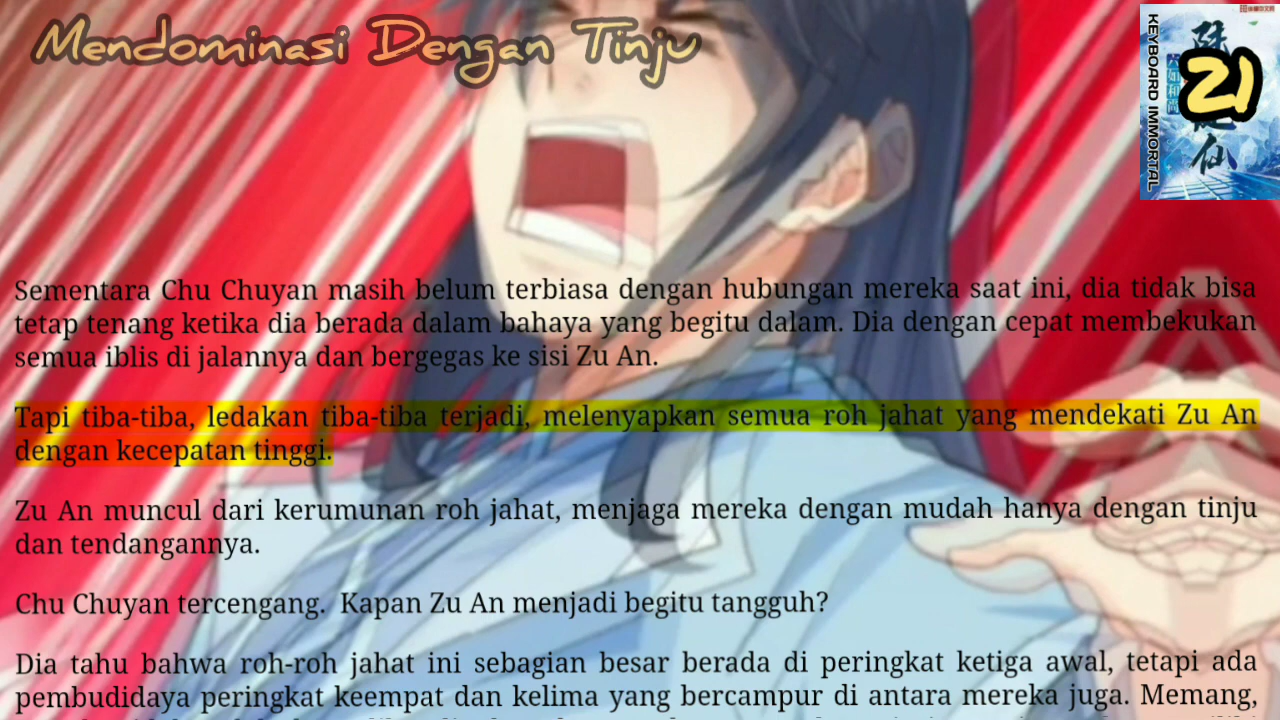 Mendominasi Dengan Tinju
KEYBOARD IMMORTAL
21
仙
Sementara Chu Chuyan masih belum terbiasa dengan hubungan mereka saat ini, dia tidak bisa
tetap tenang ketika dia berada dalam bahaya yang begitu dalam. Dia dengan cepat membekukan
semua iblis di jalannya dan bergegas ke sisi Zu An.
Tapi tiba-tiba, ledakan tiba-tiba terjadi, melenyapkan semua roh jahat yang mendekati Zu An
dengan kecepatan tinggi.
Zu An muncul dari kerumunan roh jahat, menjaga mereka dengan mudah hanya dengan tinju
dan tendangannya.
Chu Chuyan tercengang. Kapan Zu An menjadi begitu tangguh?
Dia tahu bahwa roh-roh jahat ini sebagian besar berada di peringkat ketiga awal, tetapi ada
pembudidaya peringkat keempat dan kelima yang bercampur di antara mereka juga. Memang,